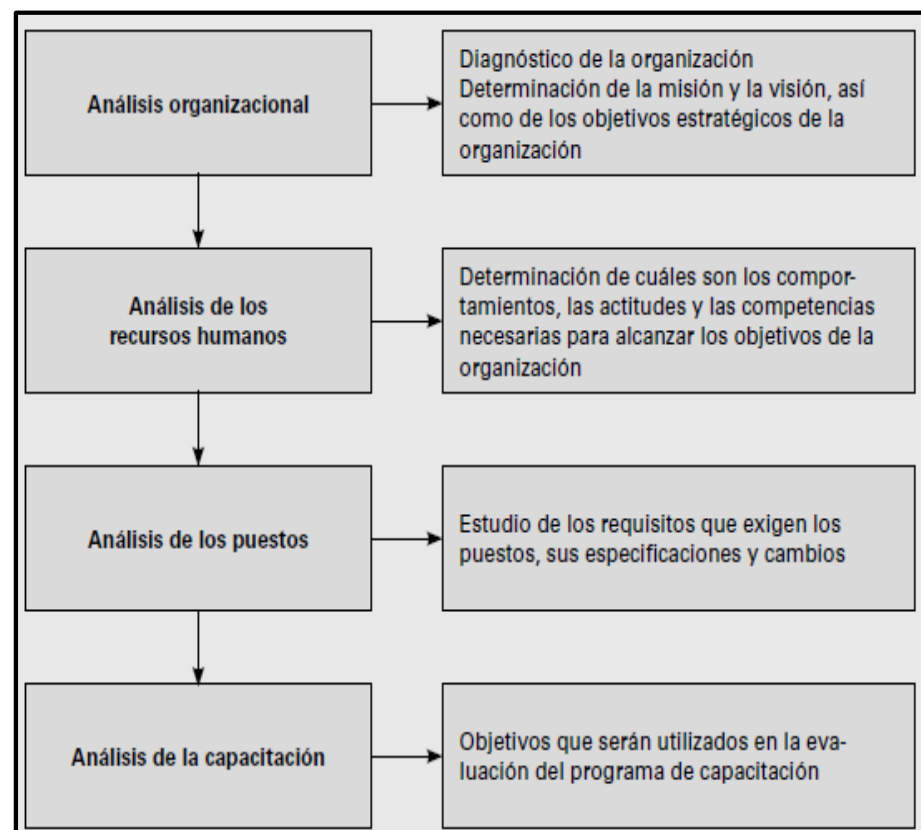 Análisis organizacional
Diagnóstico de la organización
Determinación de la misión y la visión, así
como de los objetivos estratégicos de la
organización
Análisis de los
recursos humanos
Determinación de cuáles son los compor-
tamientos, las actitudes y las competencias
necesarias para alcanzar los objetivos de la
organización
Análisis de los puestos
Estudio de los requisitos que exigen los
puestos, sus especificaciones y cambios
Análisis de la capacitación
Objetivos que serán utilizados en la eva-
luación del programa de capacitación